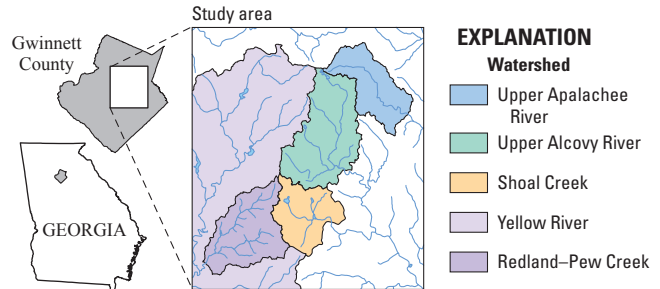 Study area
Gwinnett
County
GEORGIA
EXPLANATION
Watershed
Upper Apalachee
River
Upper Alcovy River
Shoal Creek
Yellow River
Redland–Pew Creek